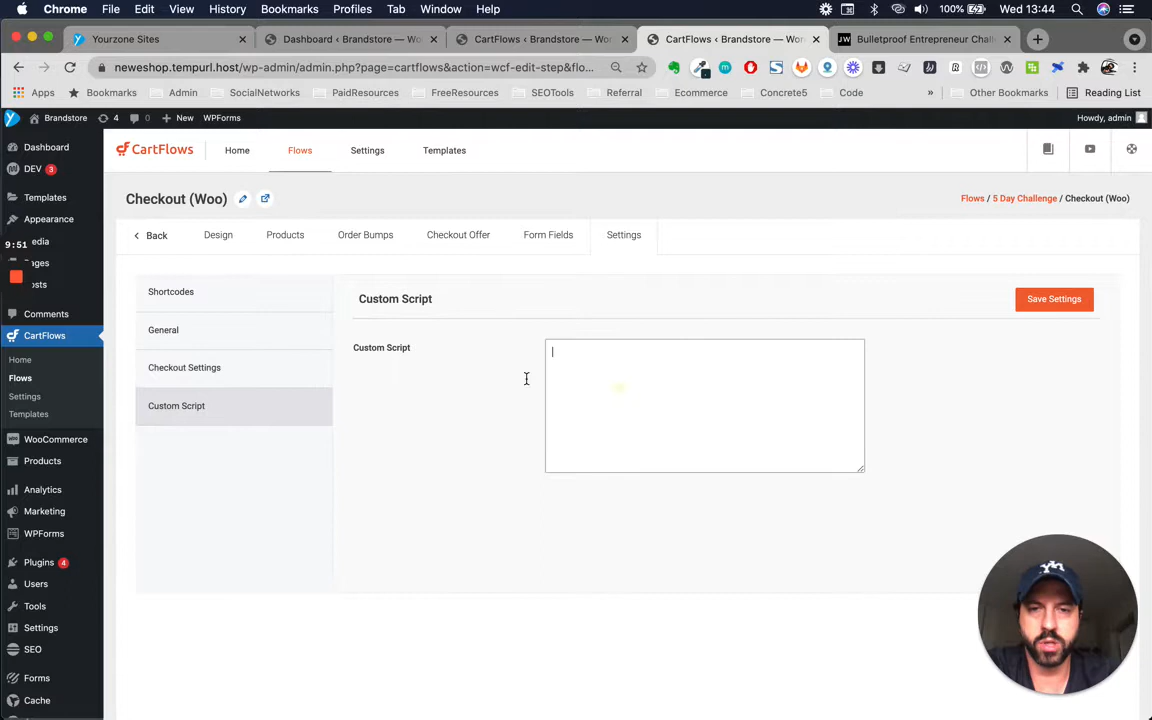 Chrome File Edit View History Bookmarks Profiles Tab Window Help 100% Wed 13:44
Yourzone Sites
Dashboard ‹ Brandstore — Wo
CartFlows ‹ Brandstore — Wor
CartFlows ‹ Brandstore — Wor
JW Bulletproof Entrepreneur Chall
neweshop.tempurl.host/wp-admin/admin.php?page=cartflows&action=wcf-edit-step&flo...
Apps Bookmarks Admin SocialNetworks PaidResources FreeResources SEOTools Referral Ecommerce Concrete5 Code » Other Bookmarks Reading List
Brandstore 4 0 New WPForms Howdy, admin
Dashboard
DEV 3
Templates
Appearance
edia
9:51
ages
osts
Comments
CartFlows
Home
Flows
Settings
Templates
WooCommerce
Products
Analytics
Marketing
WPForms
Plugins 4
Users
Tools
Settings
SEO
Forms
Cache
CartFlows Home Flows Settings Templates
Checkout (Woo)
Flows / 5 Day Challenge / Checkout (Woo)
Back Design Products Order Bumps Checkout Offer Form Fields Settings
Shortcodes
General
Checkout Settings
Custom Script
Custom Script
Save Settings
Custom Script